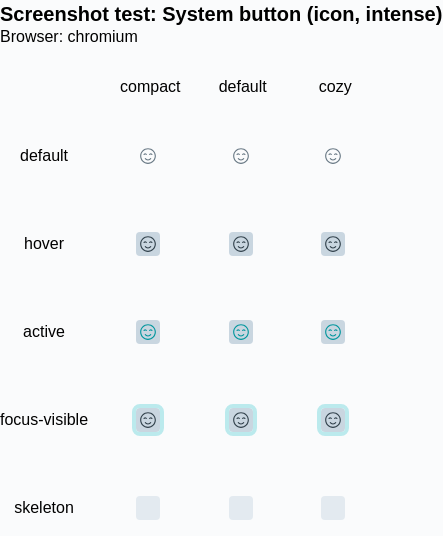 Screenshot test: System button (icon, intense)
Browser: chromium
compact default cozy
default
hover
active
focus-visible
skeleton